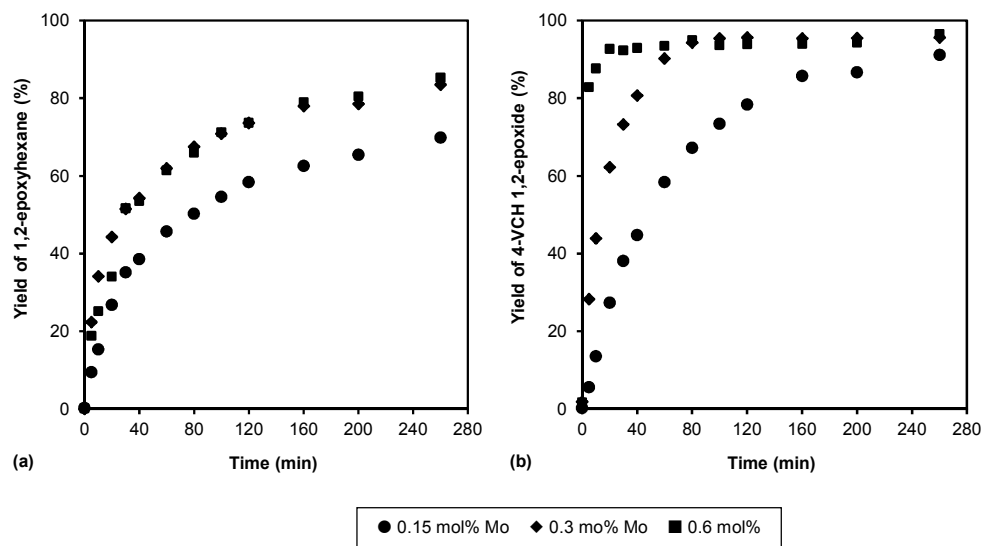 100
80
60
40
20
0
Yield of 1,2-epoxyhexane (%)
0 40 80 120 160 200 240 280
(a)
Time (min)
100
80
60
40
20
0
Yield of 4-VCH 1,2-epoxide (%)
0 40 80 120 160 200 240 280
(b)
Time (min)
0.15 mol% Mo 0.3 mo% Mo 0.6 mol%